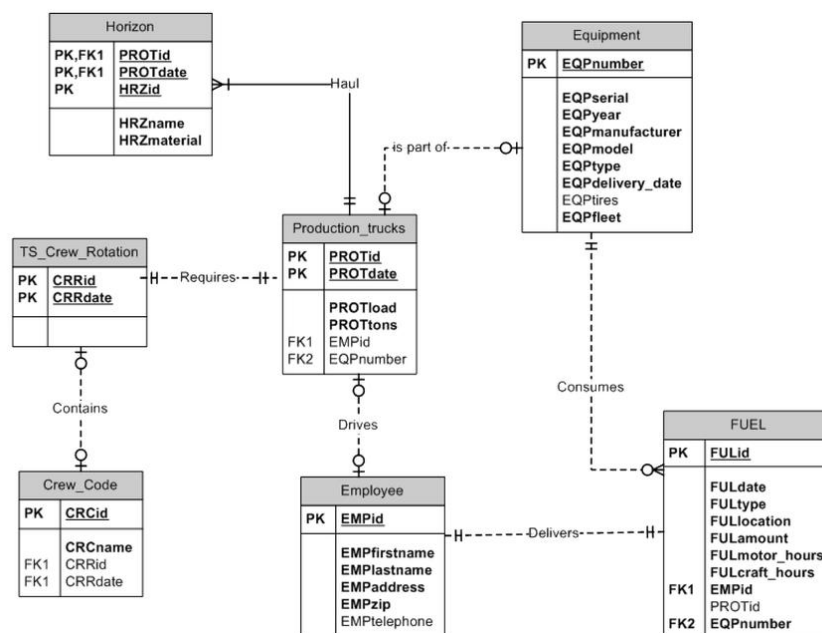 Horizon
PK,FK1 PROTid
PK,FK1 PROTdate
PK HRZid
HRZname
HRZmaterial
Haul
Equipment
PK EQPnumber
EQPserial
EQPyear
EQPmanufacturer
EQPmodel
EQPtype
EQPdelivery_date
EQPtires
EQPfleet
is part of
TS_Crew_Rotation
PK CRRid
PK CRRdate
Requires
Production_trucks
PK PROTid
PK PROTdate
PROTload
PROTtons
FK1 EMPid
FK2 EQPnumber
Contains
Drives
Consumes
Crew_Code
PK CRCid
CRCname
FK1 CRRid
FK1 CRRdate
Employee
PK EMPid
EMPfirstname
EMPlastname
EMPaddress
EMPzip
EMPtelephone
Delivers
FUEL
PK FULid
FULdate
FULtype
FULlocation
FULamount
FULmotor_hours
FULcraft_hours
FK1 EMPid
PROTid
FK2 EQPnumber